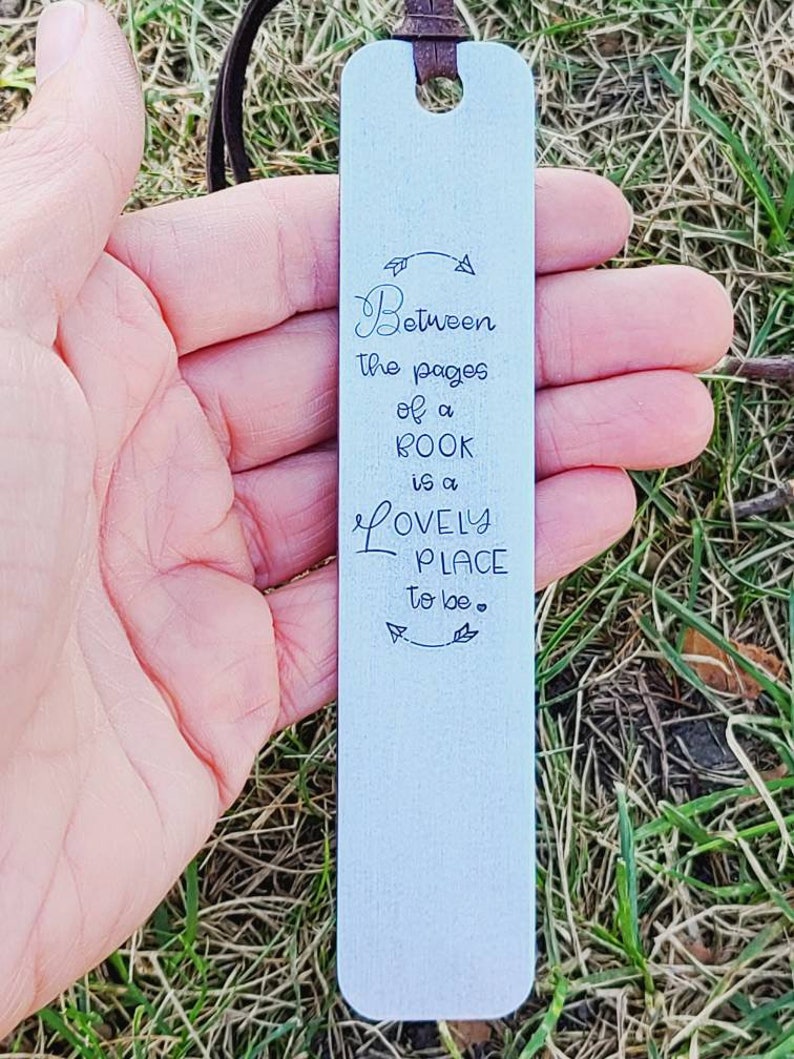 Between
the pages
of a
BOOK
is a
LOVELY
PLACE
to be.